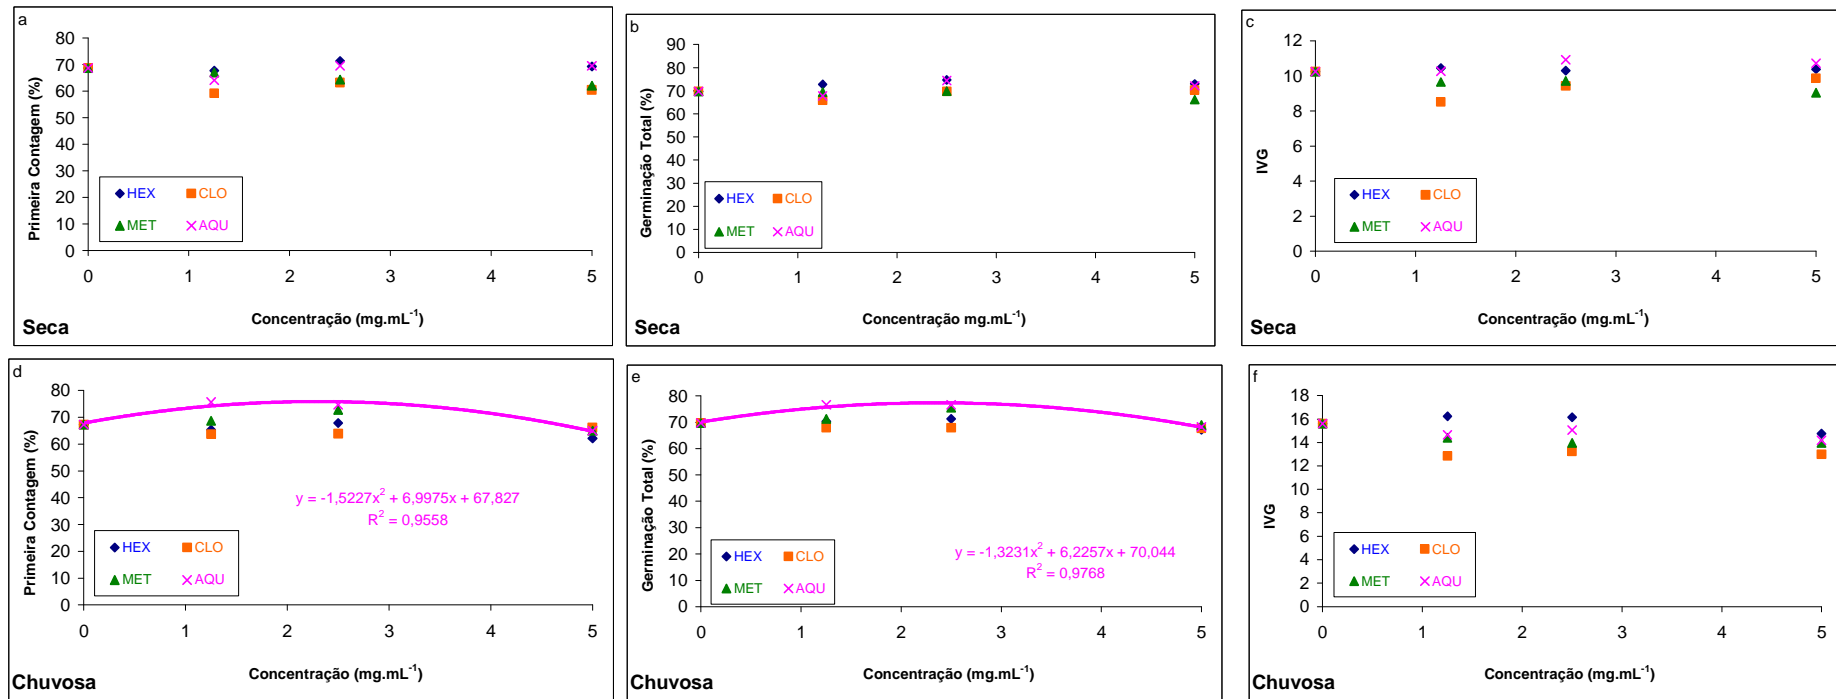 a
Primeira Contagem (%)
80
70
60
50
40
30
20
10
0
HEX CLO
MET AQU
0 1 2 3 4 5
Concentração (mg.mL⁻¹)
Seca
b
Germinação Total (%)
90
80
70
60
50
40
30
20
10
0
HEX CLO
MET AQU
0 1 2 3 4 5
Concentração mg.mL⁻¹)
Seca
c
IVG
12
10
8
6
4
2
0
HEX CLO
MET AQU
0 1 2 3 4 5
Concentração (mg.mL⁻¹)
Seca
d
Primeira Contagem (%)
80
70
60
50
40
30
20
10
0
y = -1,5227x² + 6,9975x + 67,827
R² = 0,9558
HEX CLO
MET AQU
0 1 2 3 4 5
Concentração (mg.mL⁻¹)
Chuvosa
e
Germinação Total (%)
80
70
60
50
40
30
20
10
0
y = -1,3231x² + 6,2257x + 70,044
R² = 0,9768
HEX CLO
MET AQU
0 1 2 3 4 5
Concentração (mg.mL⁻¹)
Chuvosa
f
IVG
18
16
14
12
10
8
6
4
2
0
HEX CLO
MET AQU
0 1 2 3 4 5
Concentração (mg.mL⁻¹)
Chuvosa